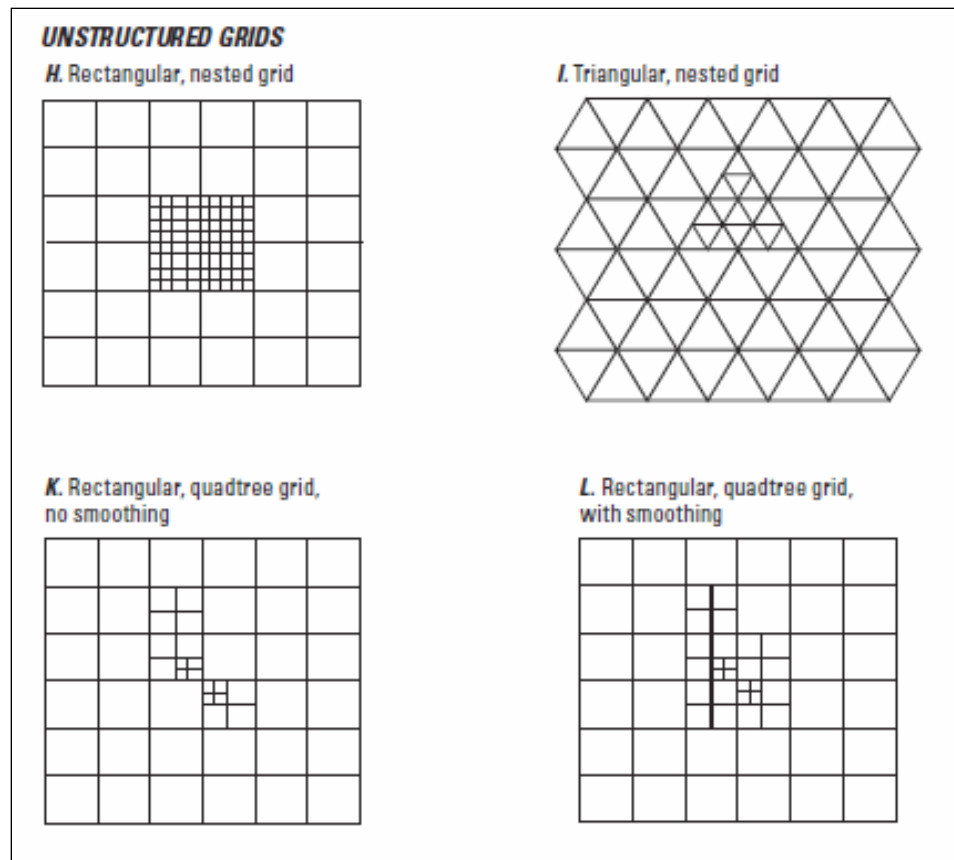 UNSTRUCTURED GRIDS
H. Rectangular, nested grid
I. Triangular, nested grid
K. Rectangular, quadtree grid,
no smoothing
L. Rectangular, quadtree grid,
with smoothing